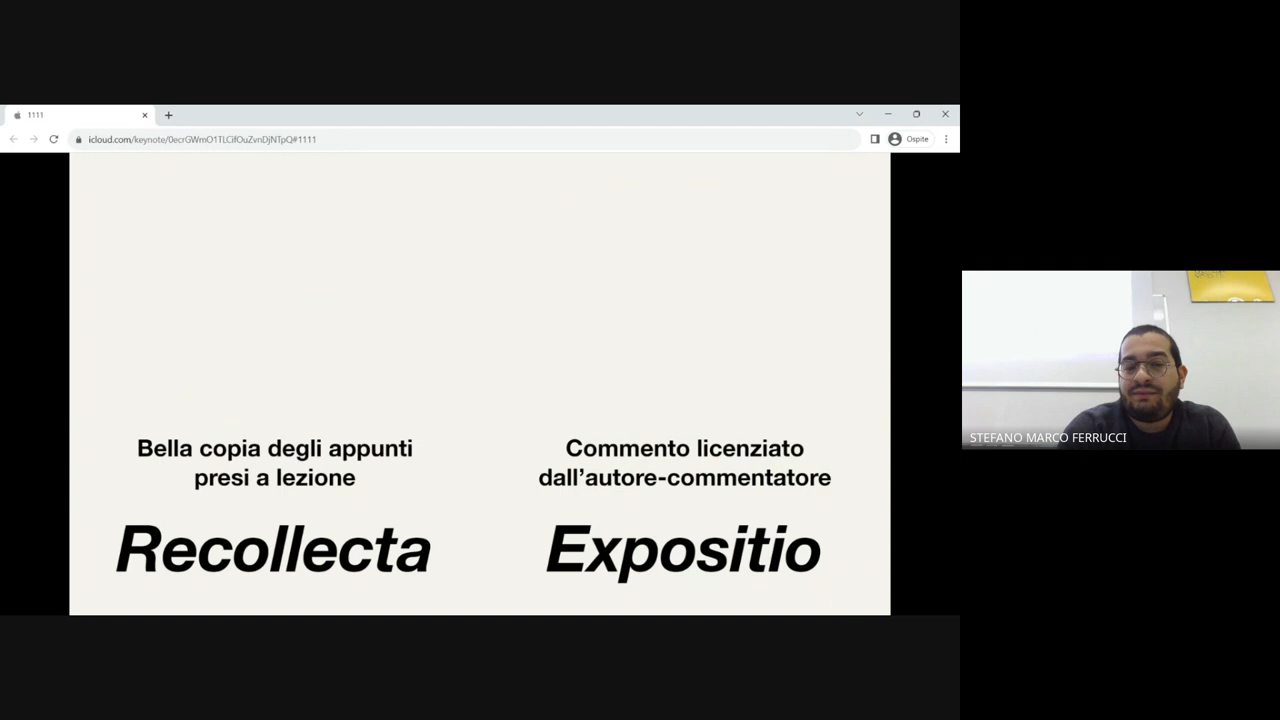 1111
icloud.com/keynote/0ecrGWmO1TLCifOuZvnDjNTpQ#1111
Ospite
Bella copia degli appunti
presi a lezione
Recollecta
Commento licenziato
dall'autore-commentatore
Expositio
STEFANO MARCO FERRUCCI